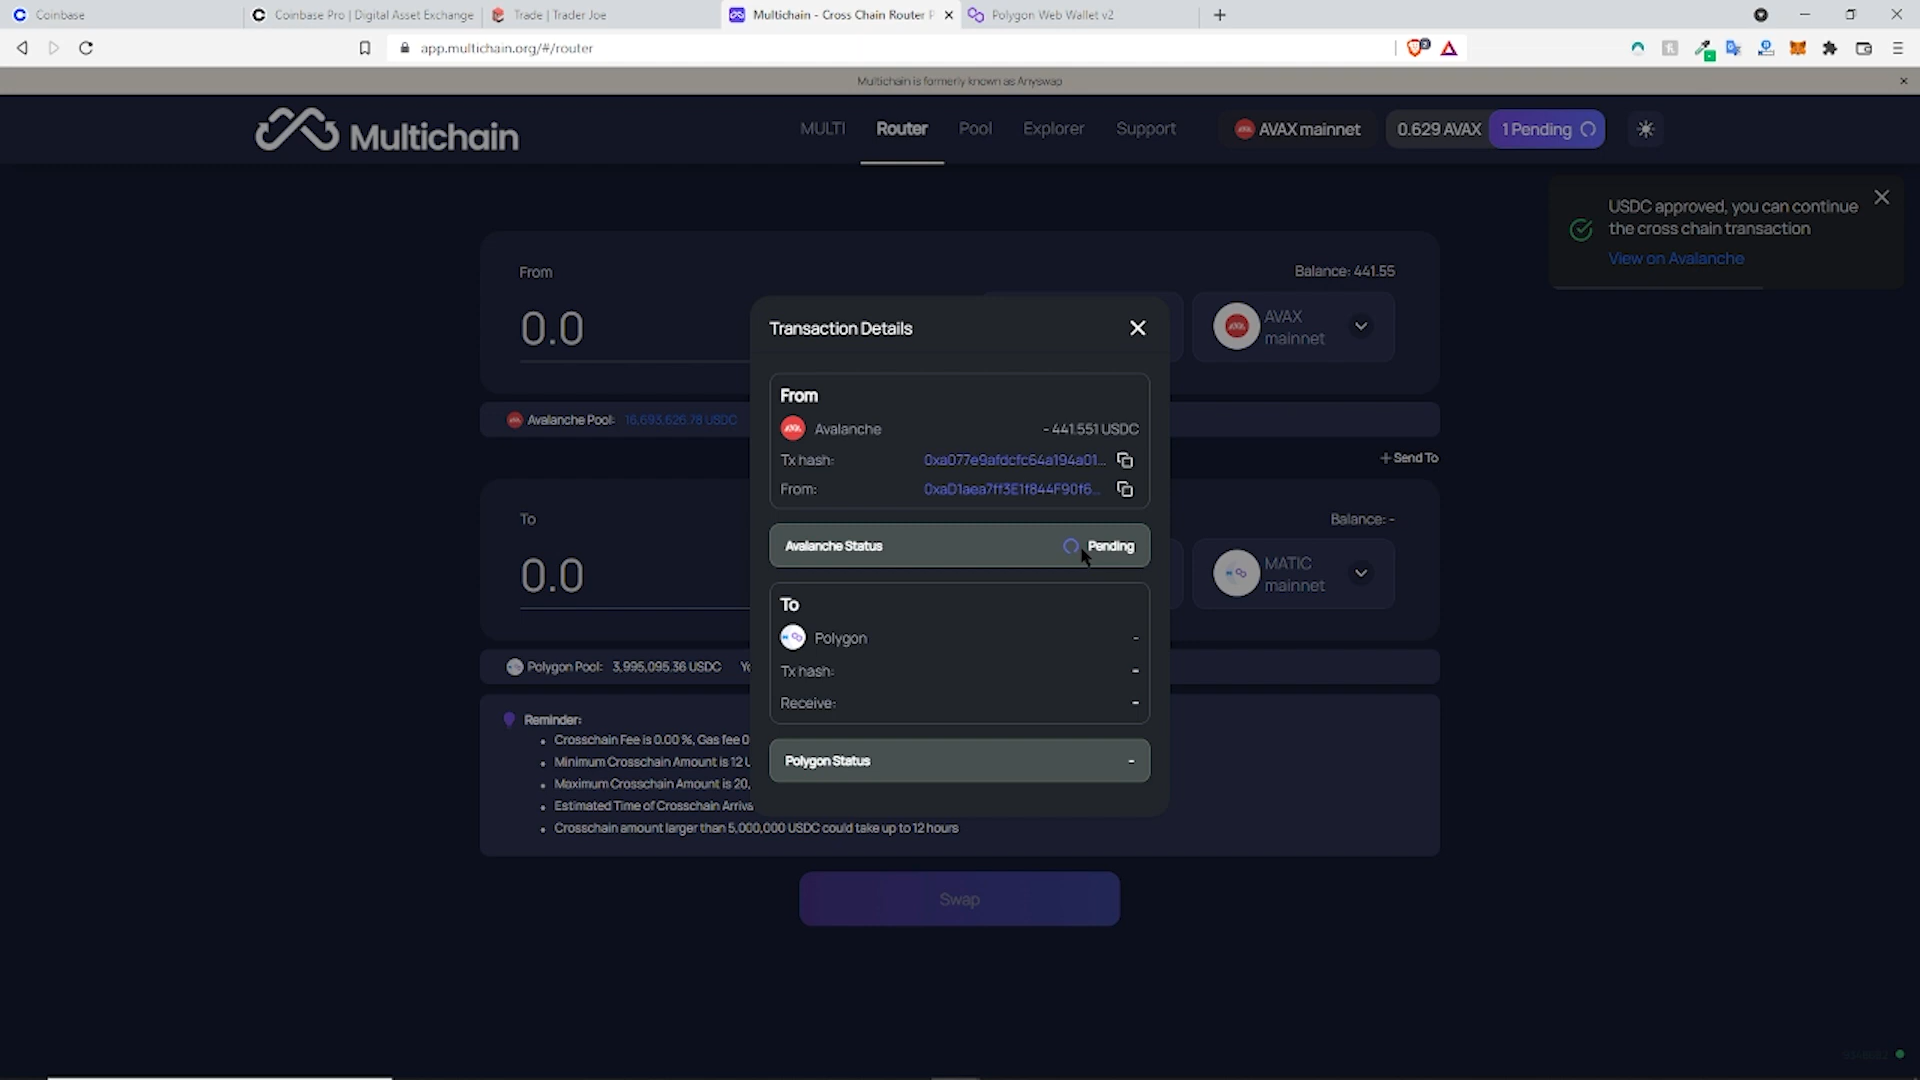 Coinbase
Coinbase Pro | Digital Asset Exchange
Trade | Trader Joe
Multichain - Cross Chain Router P
Polygon Web Wallet v2
app.multichain.org/#/router
Multichain is formerly known as Anyswap
Multichain
MULTI
Router
Pool
Explorer
Support
AVAX mainnet
0.629 AVAX
1 Pending
USDC approved, you can continue
the cross chain transaction
View on Avalanche
From
Balance: 441.55
0.0
AVAX
mainnet
Avalanche Pool: 16,693,626.78 USDC
+ Send To
To
Balance: -
0.0
MATIC
mainnet
Polygon Pool: 3,995,095.36 USDC
Reminder:
Crosschain Fee is 0.00 %, Gas fee 0
Minimum Crosschain Amount is 12 U
Maximum Crosschain Amount is 20,
Estimated Time of Crosschain Arriva
Crosschain amount larger than 5,000,000 USDC could take up to 12 hours
Swap
Transaction Details
From
Avalanche
- 441.551 USDC
Tx hash:
0xa077e9afdcfc64a194a01...
From:
0xaD1aea7ff3E1f844F90f6...
Avalanche Status
Pending
To
Polygon
-
Tx hash:
-
Receive:
-
Polygon Status
-